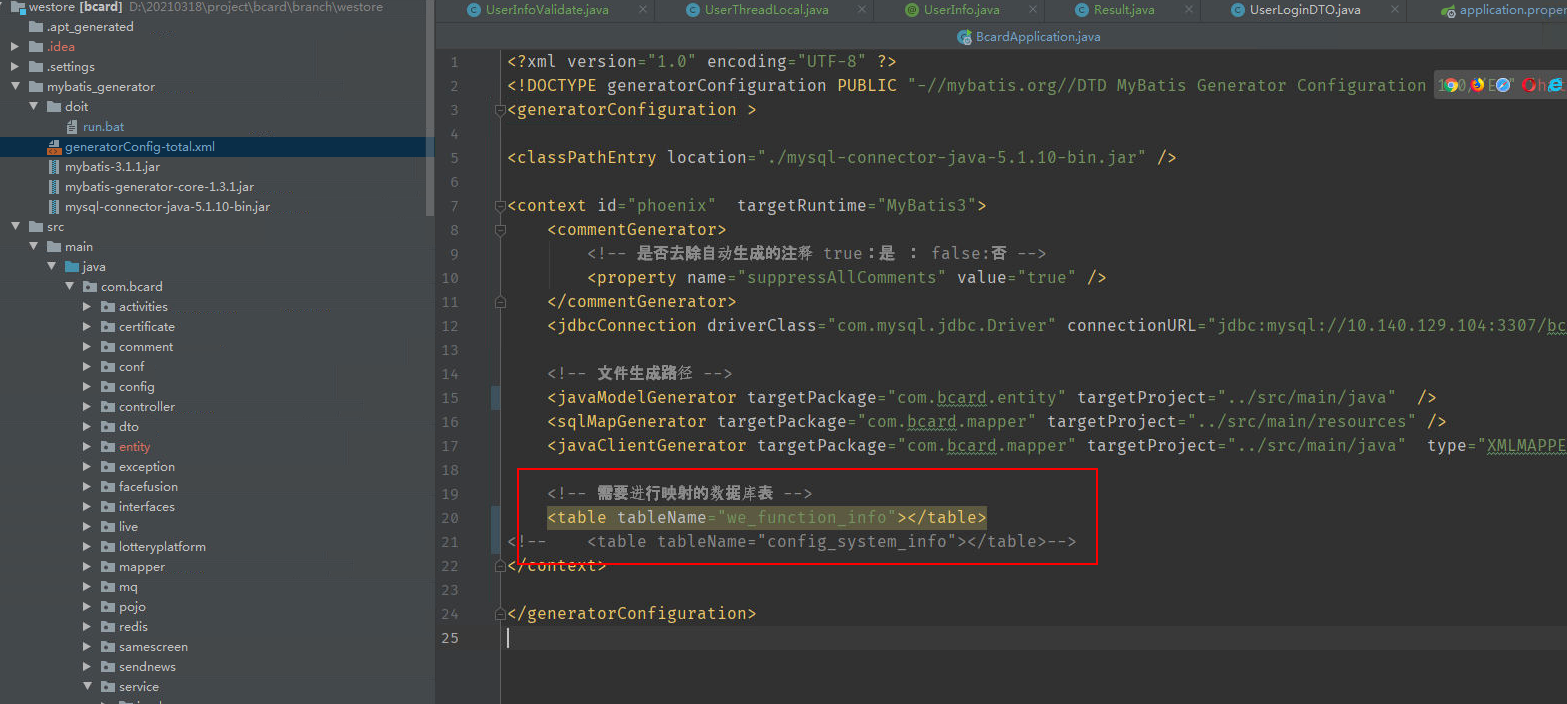 westore [bcard] D:\20210318\project\bcard\branch\westore
.apt_generated
.idea
.settings
mybatis_generator
doit
run.bat
generatorConfig-total.xml
mybatis-3.1.1.jar
mybatis-generator-core-1.3.1.jar
mysql-connector-java-5.1.10-bin.jar
src
main
java
com.bcard
activities
certificate
comment
conf
config
controller
dto
entity
exception
facefusion
interfaces
live
lotteryplatform
mapper
mq
pojo
redis
samescreen
sendnews
service
UserInfoValidate.java UserThreadLocal.java UserInfo.java Result.java UserLoginDTO.java application.proper
BcardApplication.java
1 <?xml version="1.0" encoding="UTF-8" ?>
2 <!DOCTYPE generatorConfiguration PUBLIC "-//mybatis.org//DTD MyBatis Generator Configuration
3 <generatorConfiguration >
4
5 <classPathEntry location="./mysql-connector-java-5.1.10-bin.jar" />
6
7 <context id="phoenix" targetRuntime="MyBatis3">
8 <commentGenerator>
9 <!-- 是否去除自动生成的注释 true：是 ： false:否 -->
10 <property name="suppressAllComments" value="true" />
11 </commentGenerator>
12 <jdbcConnection driverClass="com.mysql.jdbc.Driver" connectionURL="jdbc:mysql://10.140.129.104:3307/bc
13
14 <!-- 文件生成路径 -->
15 <javaModelGenerator targetPackage="com.bcard.entity" targetProject="../src/main/java" />
16 <sqlMapGenerator targetPackage="com.bcard.mapper" targetProject="../src/main/resources" />
17 <javaClientGenerator targetPackage="com.bcard.mapper" targetProject="../src/main/java" type="XMLMAPPE
18
19 <!-- 需要进行映射的数据库表 -->
20 <table tableName="we_function_info"></table>
21 <!-- <table tableName="config_system_info"></table>-->
22 </context>
23
24 </generatorConfiguration>
25